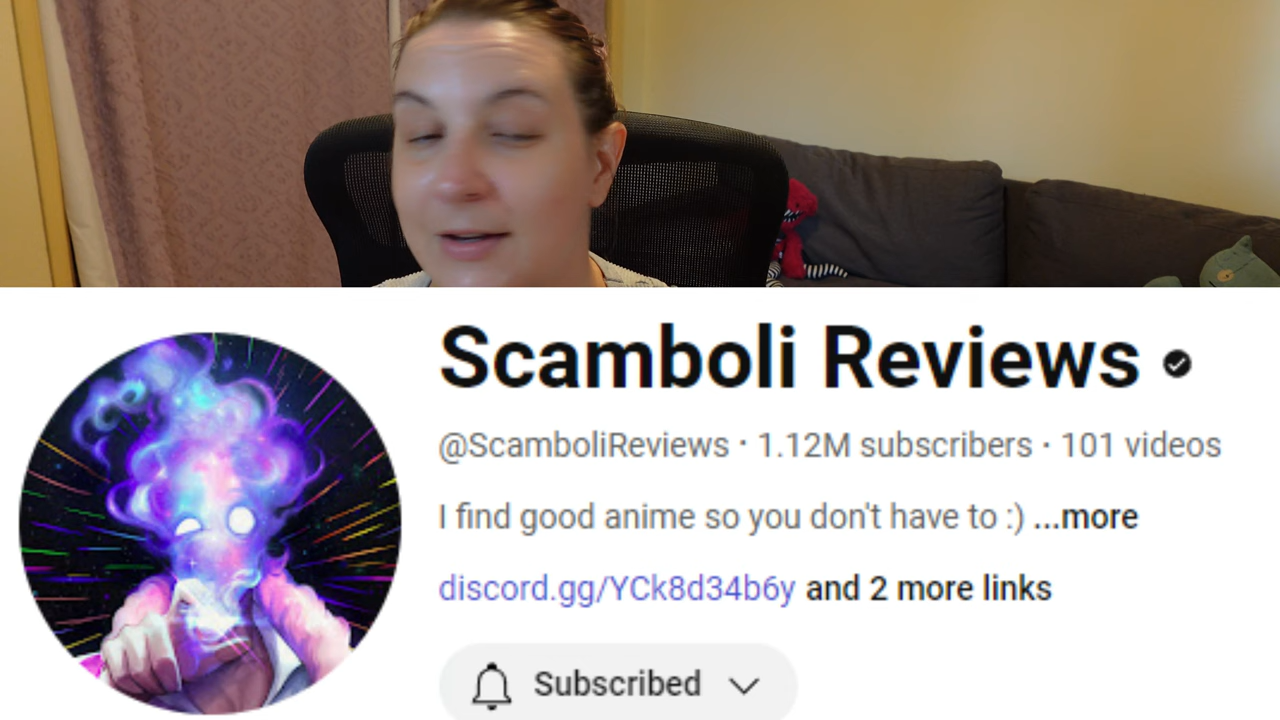 Scamboli Reviews
@ScamboliReviews · 1.12M subscribers · 101 videos
I find good anime so you don't have to :) ...more
discord.gg/YCk8d34b6y and 2 more links
Subscribed